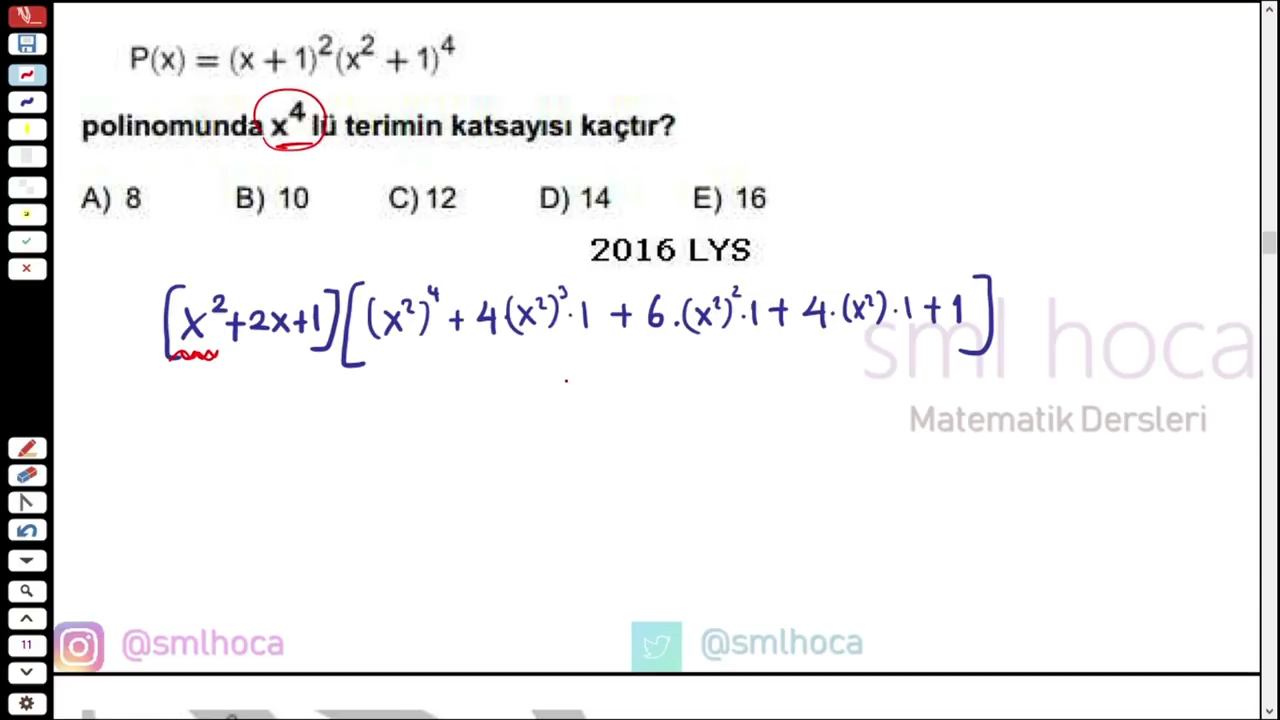 P(x) = (x + 1)² (x² + 1)⁴
polinomunda x⁴ lü terimin katsayısı kaçtır?
A) 8 B) 10 C) 12 D) 14 E) 16
2016 LYS
[x²+2x+1][(x²)⁴ + 4·(x²)³·1 + 6·(x²)²·1 + 4·(x²)·1 + 1]
sml hoca
Matematik Dersleri
@smlhoca @smlhoca
11